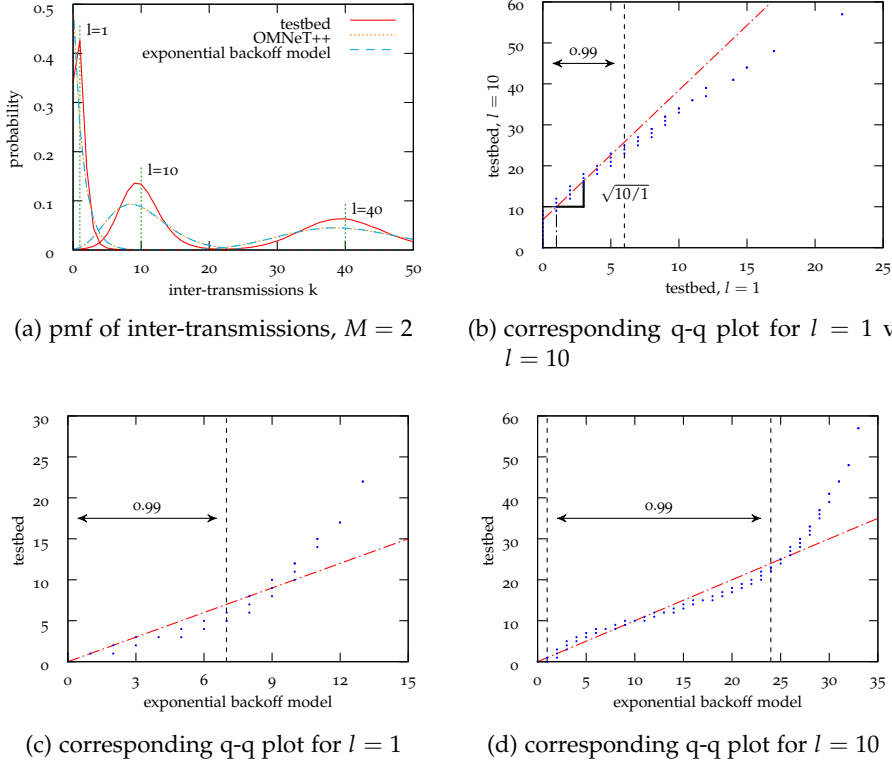 0.5
0.4
0.3
0.2
0.1
0
probability
l=1
l=10
l=40
testbed
OMNeT++
exponential backoff model
0 10 20 30 40 50
inter-transmissions k
(a) pmf of inter-transmissions, M = 2
60
50
40
30
20
10
0
testbed, l = 10
0.99
√10/1
0 5 10 15 20 25
testbed, l = 1
(b) corresponding q-q plot for l = 1 v
l = 10
30
25
20
15
10
5
0
testbed
0.99
0 3 6 9 12 15
exponential backoff model
(c) corresponding q-q plot for l = 1
60
50
40
30
20
10
0
testbed
0.99
0 5 10 15 20 25 30 35
exponential backoff model
(d) corresponding q-q plot for l = 10